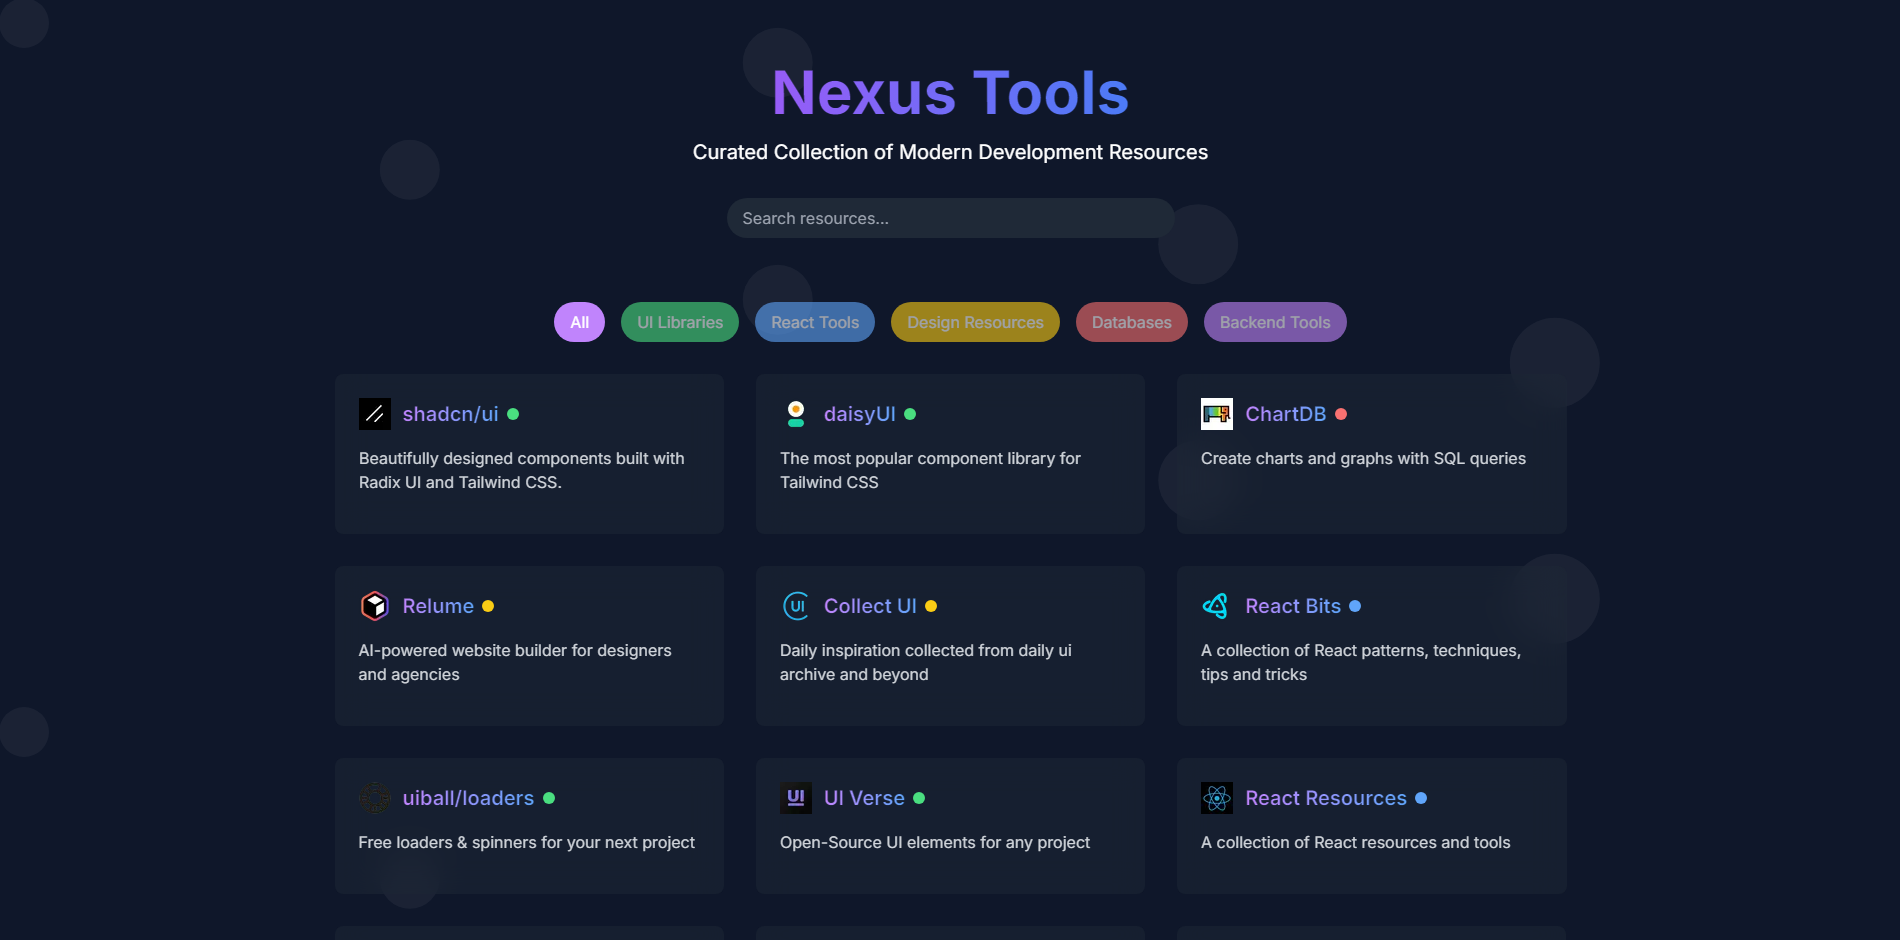 Nexus Tools
Curated Collection of Modern Development Resources
Search resources...
All
UI Libraries
React Tools
Design Resources
Databases
Backend Tools
shadcn/ui
Beautifully designed components built with
Radix UI and Tailwind CSS.
daisyUI
The most popular component library for
Tailwind CSS
ChartDB
Create charts and graphs with SQL queries
Relume
AI-powered website builder for designers
and agencies
UI
Collect UI
Daily inspiration collected from daily ui
archive and beyond
React Bits
A collection of React patterns, techniques,
tips and tricks
uiball/loaders
Free loaders & spinners for your next project
UI
UI Verse
Open-Source UI elements for any project
React Resources
A collection of React resources and tools